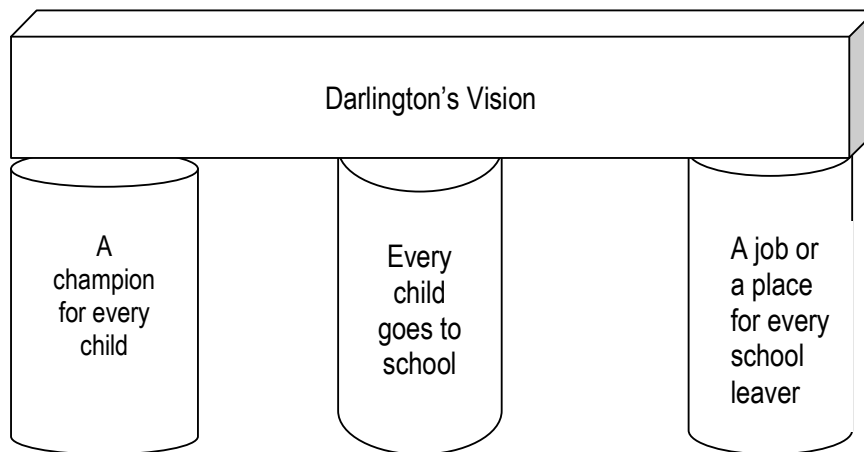 Darlington’s Vision
A
champion
for every
child
Every
child
goes to
school
A job or
a place
for every
school
leaver